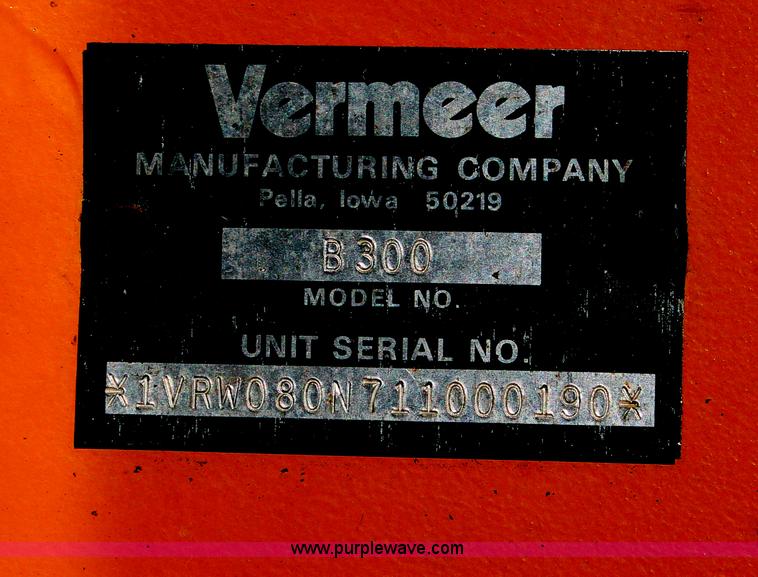 Vermeer
MANUFACTURING COMPANY
Pella, Iowa 50219
B300
MODEL NO.
UNIT SERIAL NO.
*1VRW080N711000190*
www.purplewave.com